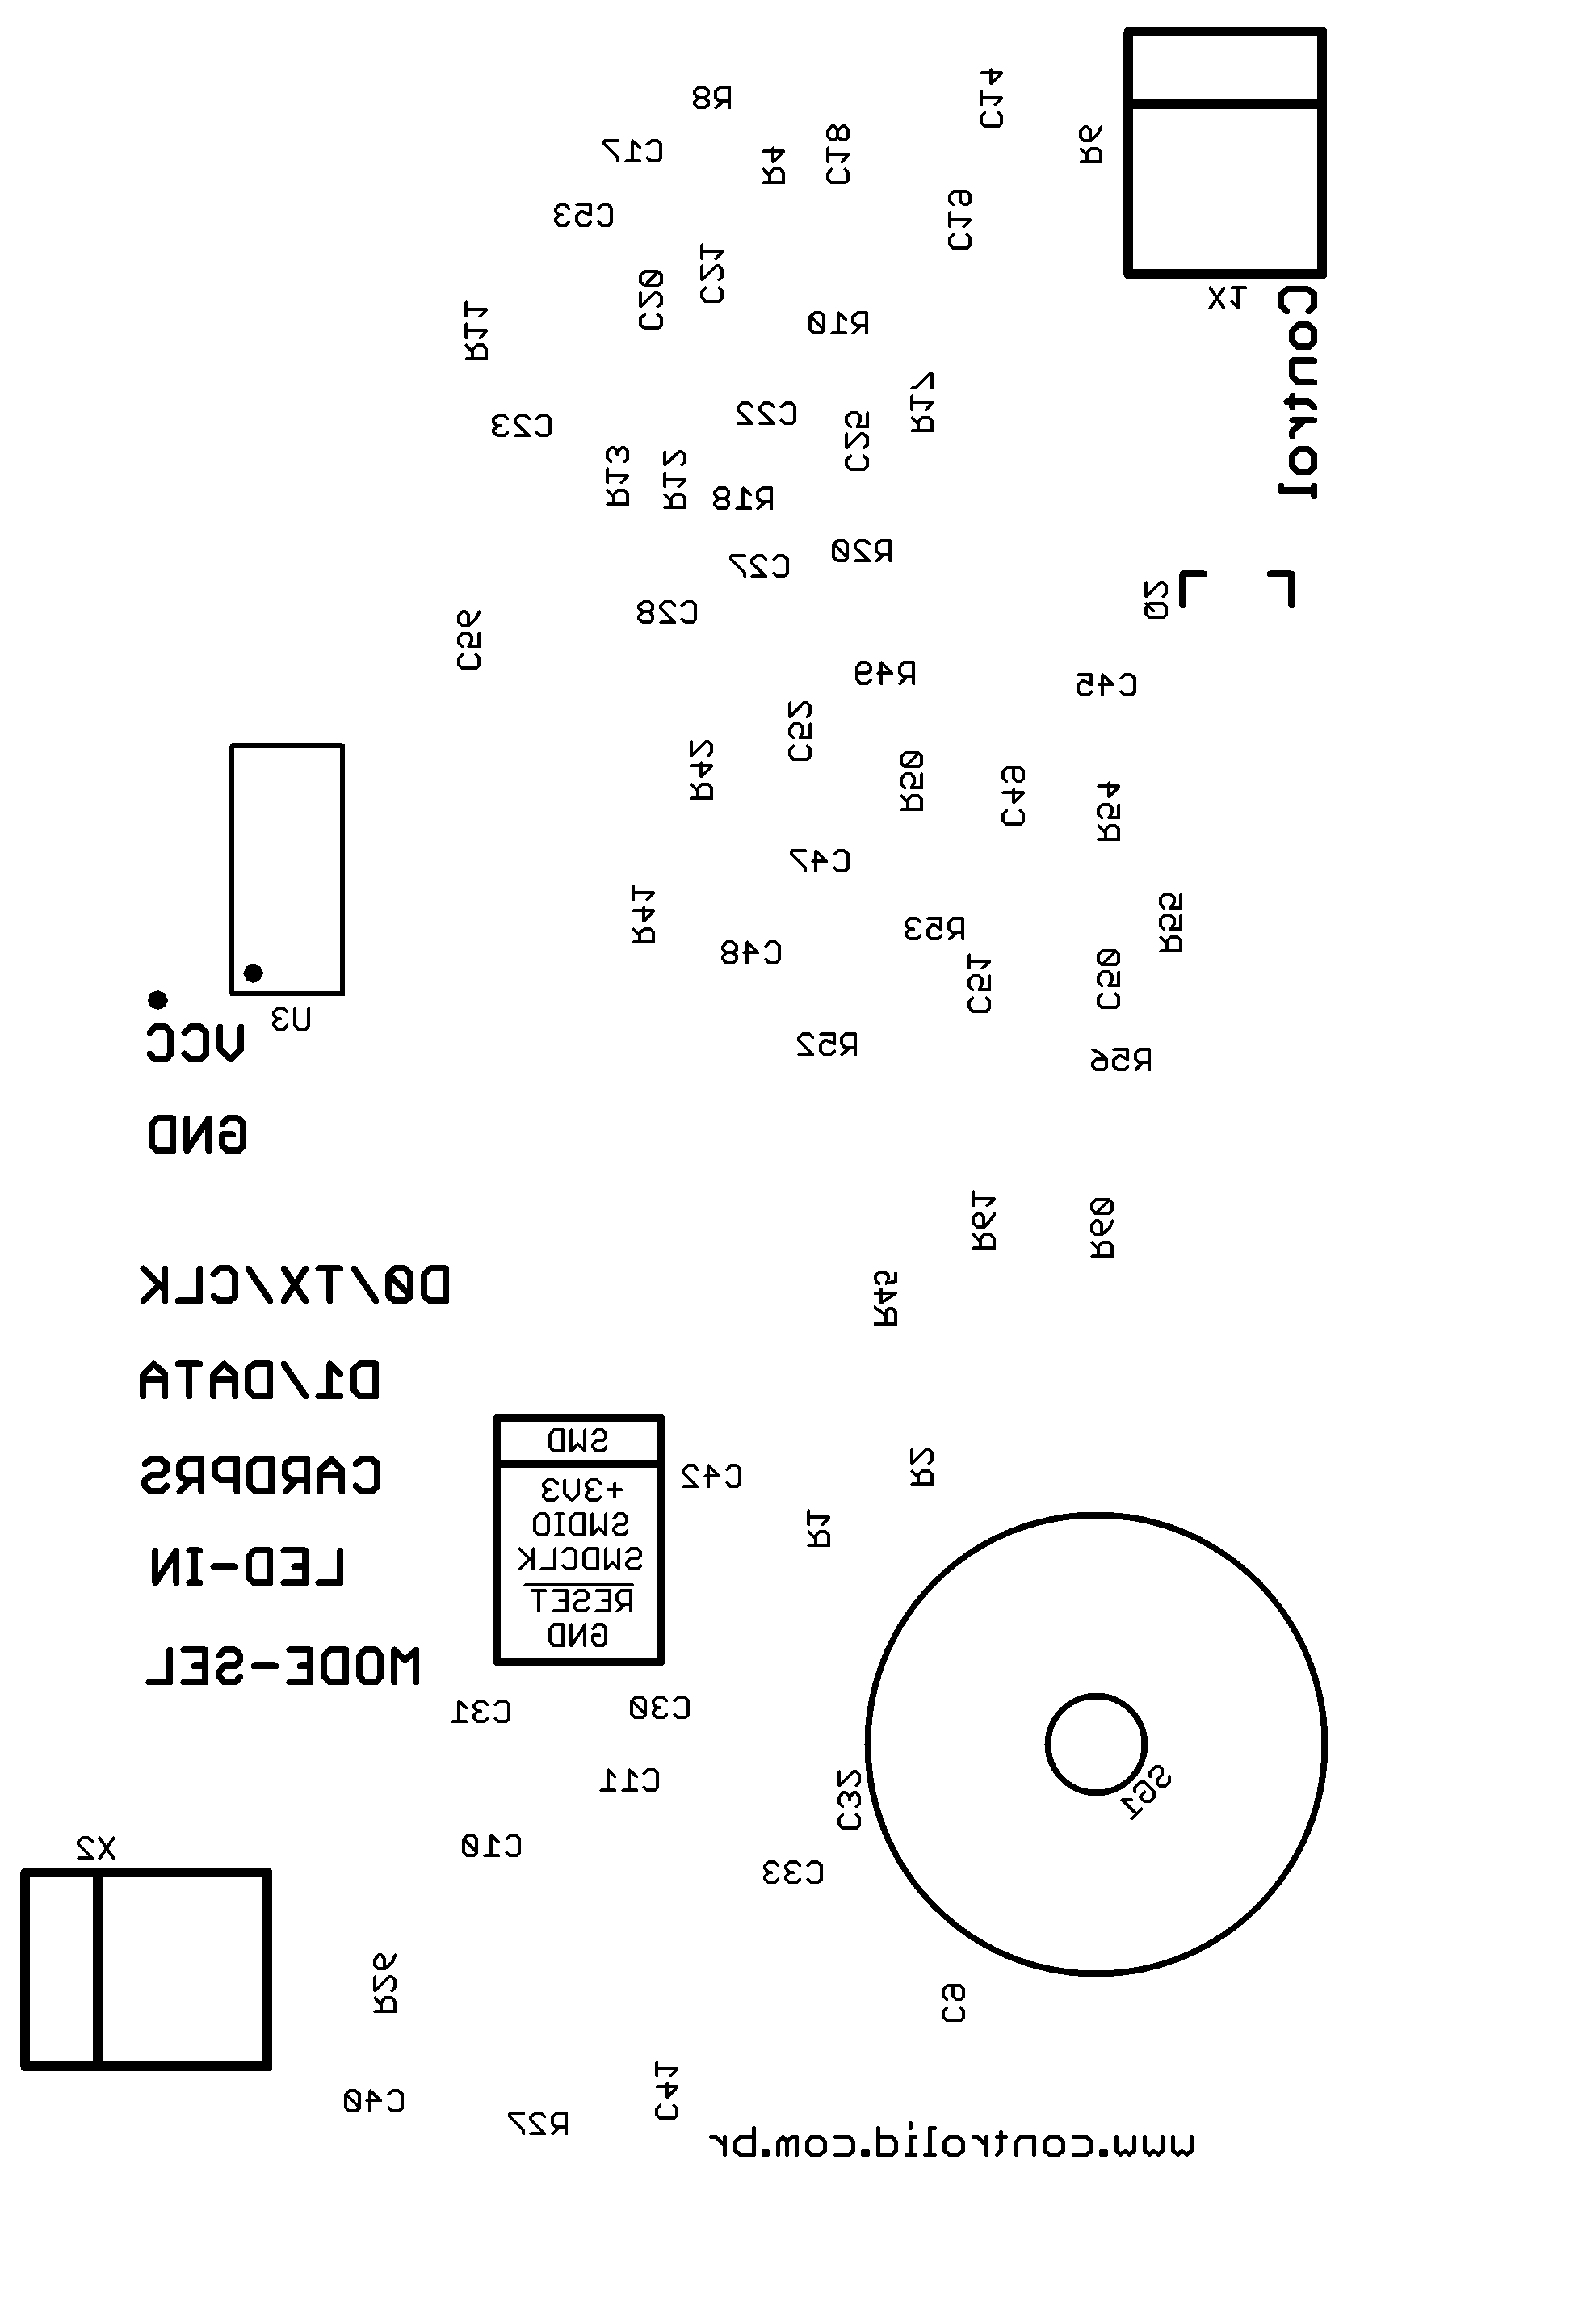 C14
R8
R6
C17
R4
C18
C53
C19
C21
C20
X1
R11
R10
Control
R17
C22
C23
C25
R13
R12
R18
R20
C27
Q2
C28
C56
R49
C45
C52
R42
R50
C49
R54
C47
R41
R55
R53
C48
C51
C50
U3
VCC
R52
R56
GND
R61
R60
D0/TX/CLK
R45
D1/DATA
SWD
R2
CARDPRS
C42
+3V3
SWDIO
R1
SWDCLK
LED-IN
RESET
GND
MODE-SEL
C31
C30
C11
SG1
C32
X2
C10
C33
R26
C9
C41
C40
R27
www.controlid.com.br